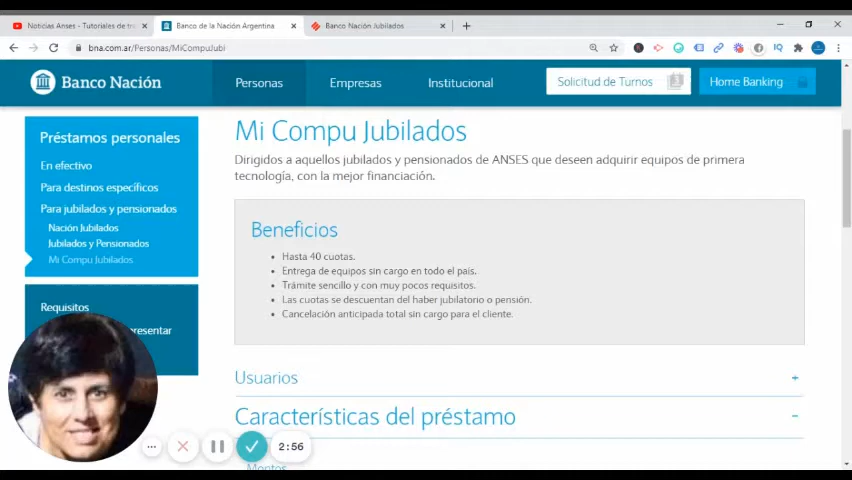 Noticias Anses - Tutoriales de tra
Banco de la Nación Argentina
Banco Nación Jubilados
bna.com.ar/Personas/MiCompuJubi
Banco Nación
Personas
Empresas
Institucional
Solicitud de Turnos
Home Banking
Préstamos personales
En efectivo
Para destinos específicos
Para jubilados y pensionados
Nación Jubilados
Jubilados y Pensionados
Mi Compu Jubilados
Requisitos
presentar
Mi Compu Jubilados
Dirigidos a aquellos jubilados y pensionados de ANSES que deseen adquirir equipos de primera
tecnología, con la mejor financiación.
Beneficios
Hasta 40 cuotas.
Entrega de equipos sin cargo en todo el país.
Trámite sencillo y con muy pocos requisitos.
Las cuotas se descuentan del haber jubilatorio o pensión.
Cancelación anticipada total sin cargo para el cliente.
Usuarios +
Características del préstamo -
Montos
2:56